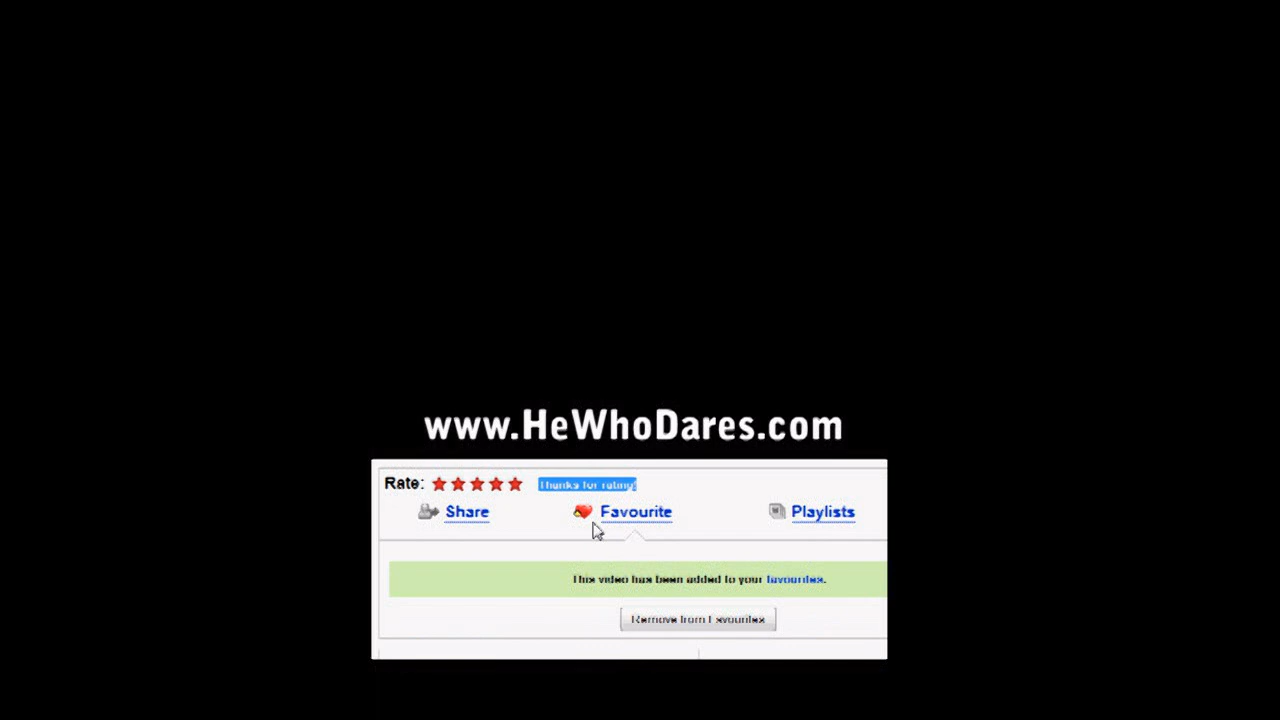 www.HeWhoDares.com
Rate: Thanks for rating!
Share Favourite Playlists
This video has been added to your favourites.
Remove from Favourites